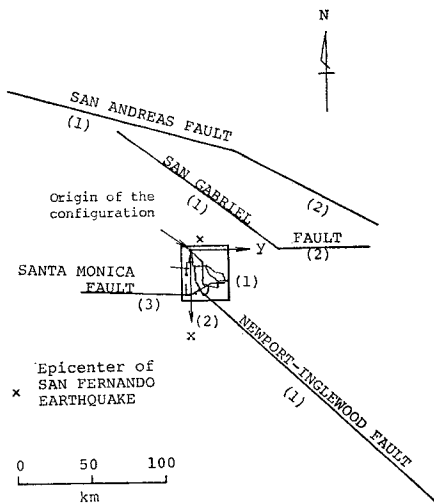 N
SAN ANDREAS FAULT
(1)
(2)
SAN GABRIEL
(1)
FAULT
(2)
Origin of the
configuration
x
y
SANTA MONICA
FAULT
(3)
(1)
(2)
x
NEWPORT-INGLEWOOD FAULT
(1)
Epicenter of
x SAN FERNANDO
EARTHQUAKE
0 50 100
km